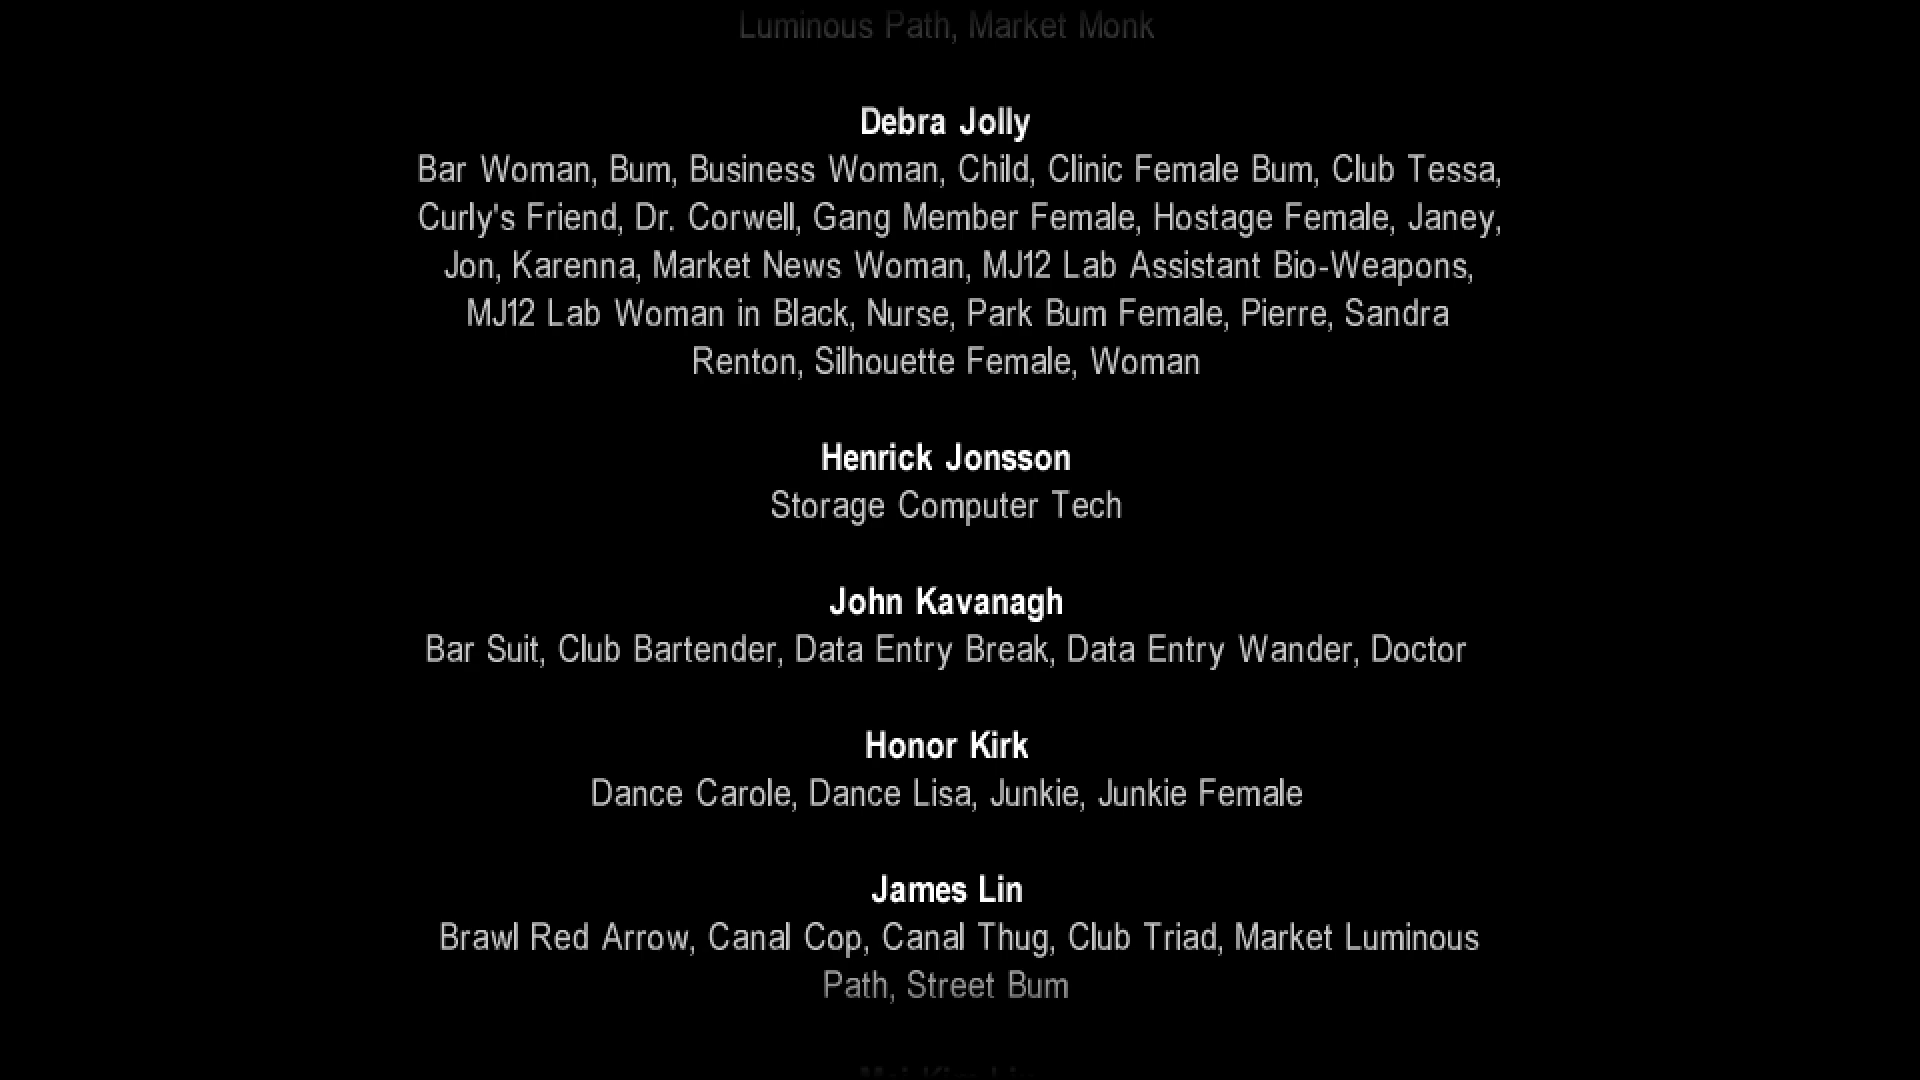 Luminous Path, Market Monk
Debra Jolly
Bar Woman, Bum, Business Woman, Child, Clinic Female Bum, Club Tessa,
Curly's Friend, Dr. Corwell, Gang Member Female, Hostage Female, Janey,
Jon, Karenna, Market News Woman, MJ12 Lab Assistant Bio-Weapons,
MJ12 Lab Woman in Black, Nurse, Park Bum Female, Pierre, Sandra
Renton, Silhouette Female, Woman
Henrick Jonsson
Storage Computer Tech
John Kavanagh
Bar Suit, Club Bartender, Data Entry Break, Data Entry Wander, Doctor
Honor Kirk
Dance Carole, Dance Lisa, Junkie, Junkie Female
James Lin
Brawl Red Arrow, Canal Cop, Canal Thug, Club Triad, Market Luminous
Path, Street Bum